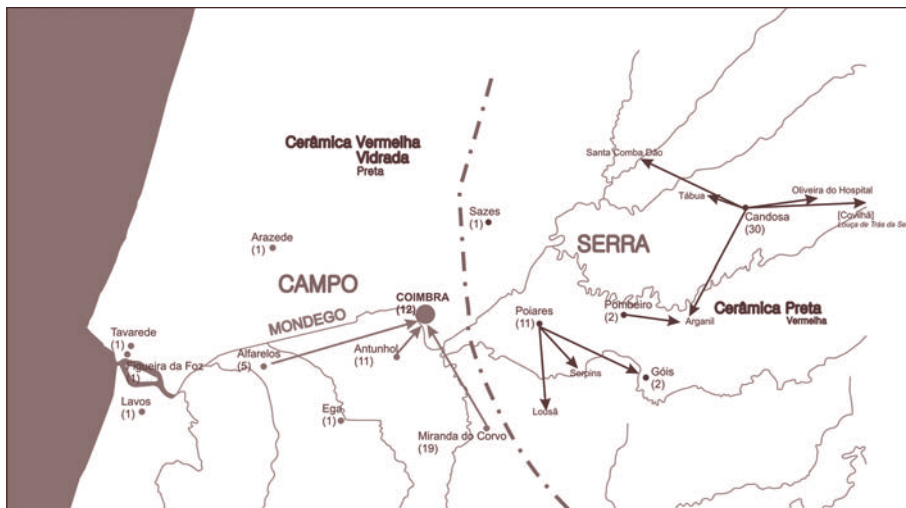 Cerâmica Vermelha
Vidrada
Preta
Santa Comba Dão
Tábua
Oliveira do Hospital
Candosa
(30)
[Covilhã]
Louça de Trás da Se
Sazes
(1)
Arazede
(1)
SERRA
CAMPO
COIMBRA
(12)
MONDEGO
Pombeiro
(2)
Arganil
Cerâmica Preta
Vermelha
Poiares
(11)
Tavarede
(1)
Figueira da Foz
(1)
Alfarelos
(5)
Antunhol
(11)
Serpins
Góis
(2)
Lavos
(1)
Ega
(1)
Lousã
Miranda do Corvo
(19)